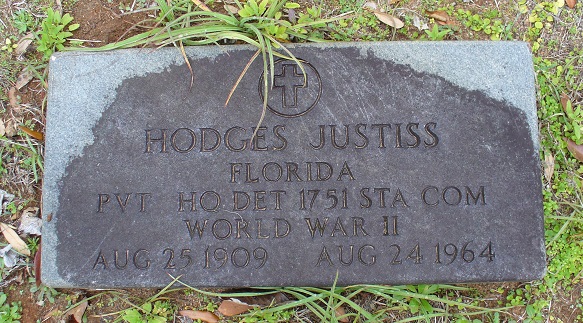 HODGES JUSTISS
FLORIDA
PVT HQ DET 1751 STA COM
WORLD WAR II
AUG 25 1909 AUG 24 1964